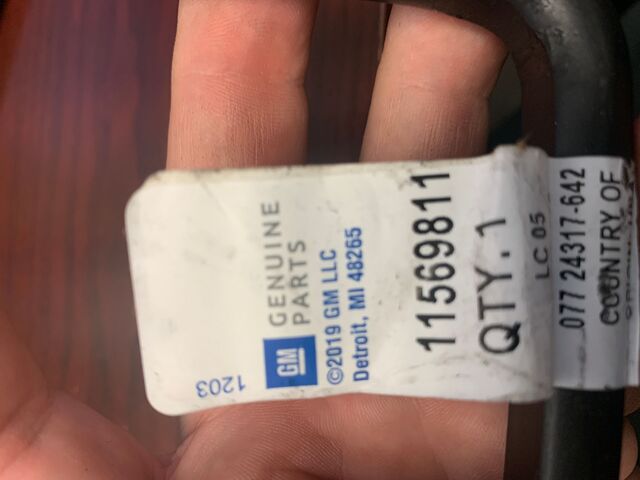 GM
GENUINE
PARTS
©2019 GM LLC
Detroit, MI 48265
1203
11569811
QTY. 1
LC 05
077 24317-642
COUNTRY OF